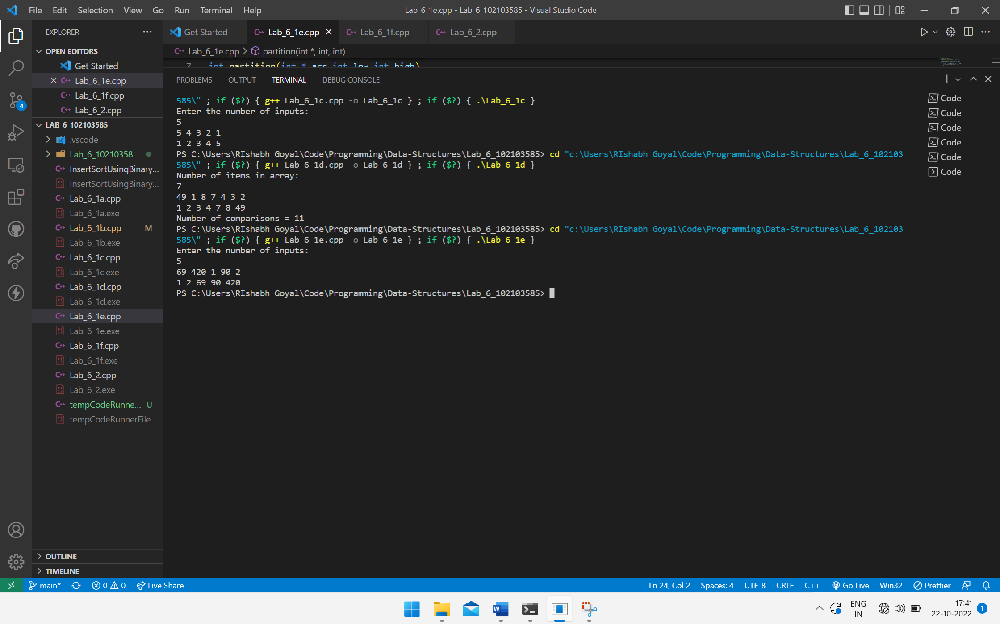 File Edit Selection View Go Run Terminal Help
Lab_6_1e.cpp - Lab_6_102103585 - Visual Studio Code
EXPLORER
OPEN EDITORS
Get Started
Lab_6_1e.cpp
Lab_6_1f.cpp
Lab_6_2.cpp
4
LAB_6_102103585
.vscode
Lab_6_10210358...
InsertSortUsingBinary...
InsertSortUsingBinary...
Lab_6_1a.cpp
Lab_6_1a.exe
Lab_6_1b.cpp M
Lab_6_1b.exe
Lab_6_1c.cpp
Lab_6_1c.exe
Lab_6_1d.cpp
Lab_6_1d.exe
Lab_6_1e.cpp
Lab_6_1e.exe
Lab_6_1f.cpp
Lab_6_1f.exe
Lab_6_2.cpp
Lab_6_2.exe
tempCodeRunne... U
tempCodeRunnerFile....
OUTLINE
TIMELINE
Get Started Lab_6_1e.cpp Lab_6_1f.cpp Lab_6_2.cpp
Lab_6_1e.cpp > partition(int *, int, int)
7 int partition(int * arr,int low,int high)
PROBLEMS OUTPUT TERMINAL DEBUG CONSOLE
585\" ; if ($?) { g++ Lab_6_1c.cpp -o Lab_6_1c } ; if ($?) { .\Lab_6_1c }
Enter the number of inputs:
5
5 4 3 2 1
1 2 3 4 5
PS C:\Users\RIshabh Goyal\Code\Programming\Data-Structures\Lab_6_102103585> cd "c:\Users\RIshabh Goyal\Code\Programming\Data-Structures\Lab_6_102103
585\" ; if ($?) { g++ Lab_6_1d.cpp -o Lab_6_1d } ; if ($?) { .\Lab_6_1d }
Number of items in array:
7
49 1 8 7 4 3 2
1 2 3 4 7 8 49
Number of comparisons = 11
PS C:\Users\RIshabh Goyal\Code\Programming\Data-Structures\Lab_6_102103585> cd "c:\Users\RIshabh Goyal\Code\Programming\Data-Structures\Lab_6_102103
585\" ; if ($?) { g++ Lab_6_1e.cpp -o Lab_6_1e } ; if ($?) { .\Lab_6_1e }
Enter the number of inputs:
5
69 420 1 90 2
1 2 69 90 420
PS C:\Users\RIshabh Goyal\Code\Programming\Data-Structures\Lab_6_102103585>
Code
Code
Code
Code
Code
Code
main* 0 0 Live Share
Ln 24, Col 2 Spaces: 4 UTF-8 CRLF C++ Go Live Win32 Prettier
ENG
IN
17:41
22-10-2022
1